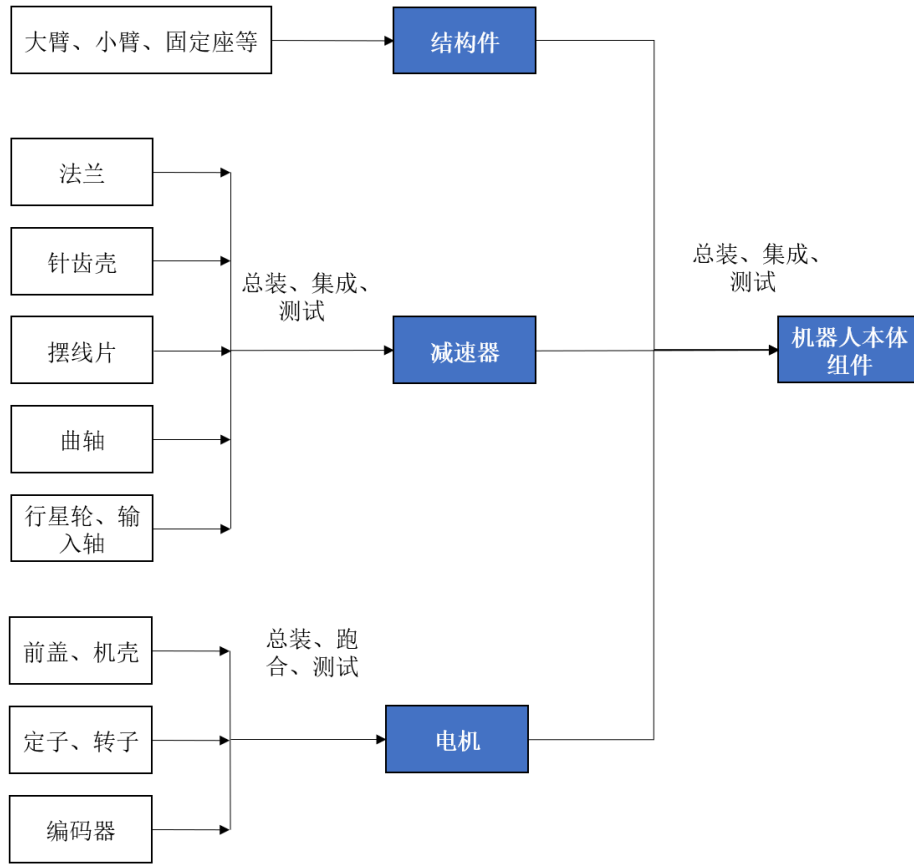 大臂、小臂、固定座等
结构件
法兰
针齿壳
总装、集成、
测试
总装、集成、
测试
摆线片
减速器
机器人本体
组件
曲轴
行星轮、输
入轴
前盖、机壳
总装、跑
合、测试
定子、转子
电机
编码器